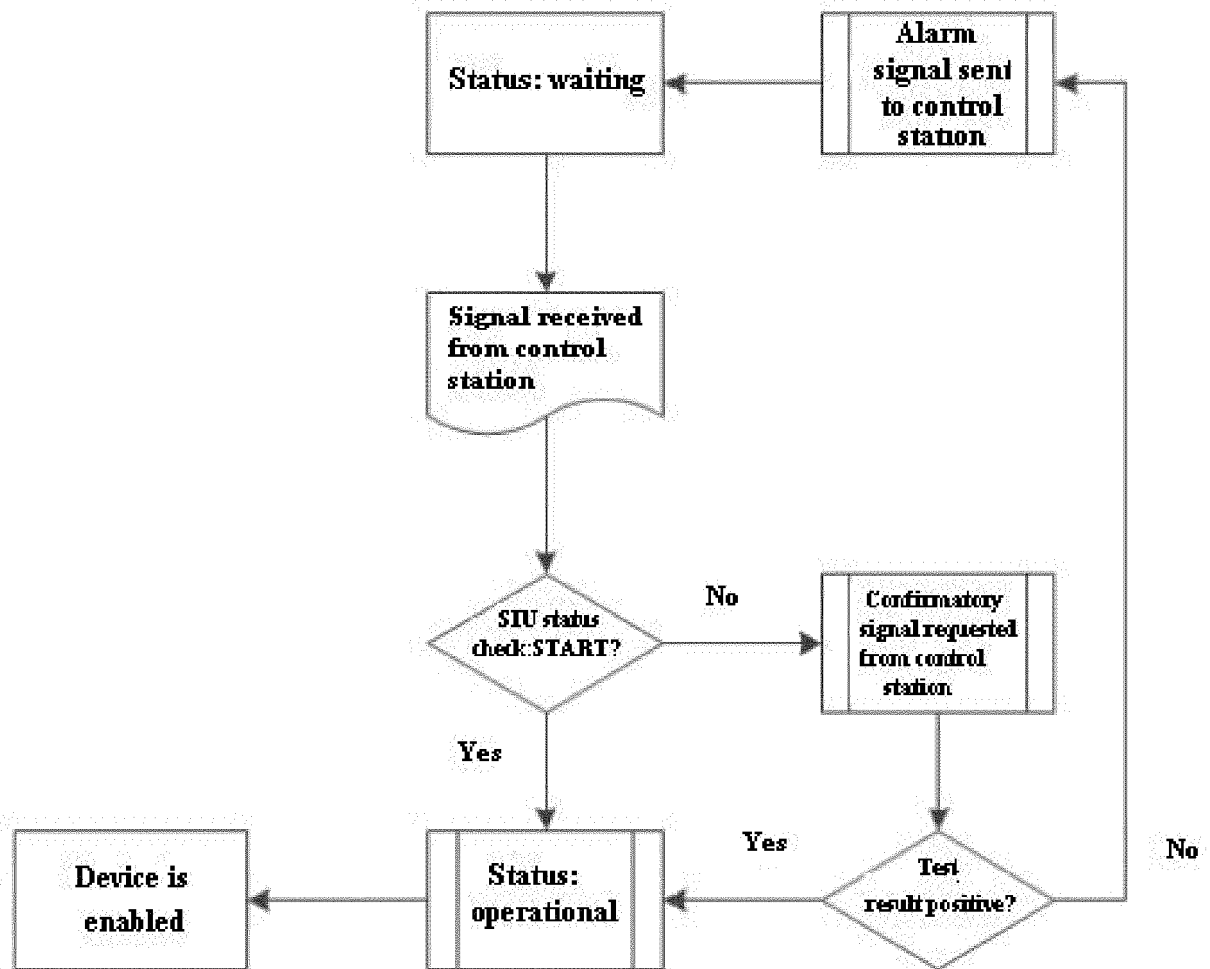 Status: waiting
Alarm
signal sent
to control
station
Signal received
from control
station
STU status
check:START?
No
Confirmatory
signal requested
from control
station
Yes
Device is
enabled
Status:
operational
Yes
Test
result positive?
No